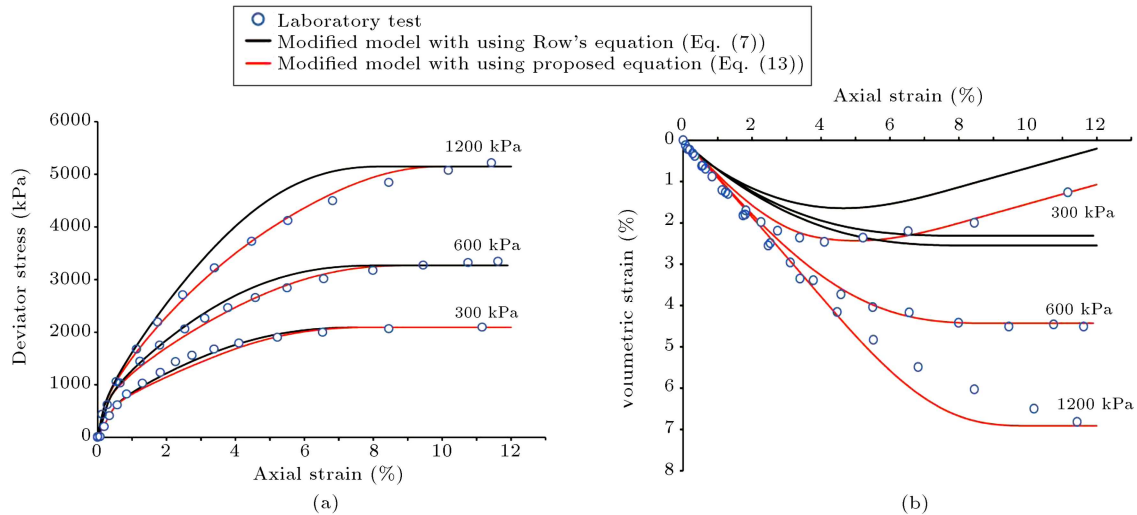 Laboratory test
Modified model with using Row's equation (Eq. (7))
Modified model with using proposed equation (Eq. (13))
6000
5000
4000
3000
2000
1000
0
Deviator stress (kPa)
1200 kPa
600 kPa
300 kPa
0 2 4 6 8 10 12
Axial strain (%)
(a)
Axial strain (%)
0 2 4 6 8 10 12
0
1
2
3
4
5
6
7
8
volumetric strain (%)
300 kPa
600 kPa
1200 kPa
(b)